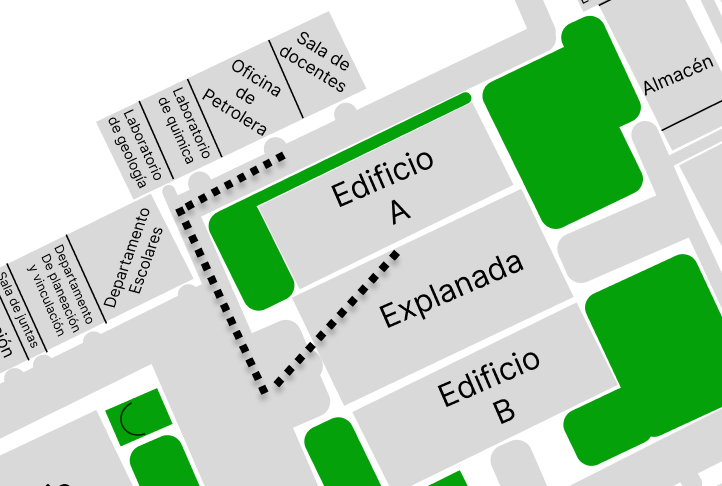 Sala de
docentes
Oficina
de
Petrolera
Laboratorio
de química
Laboratorio
de geología
Almacén
Edificio
A
Departamento
Escolares
Departamento
De planeación
y vinculación
Sala de juntas
Explanada
Edificio
B